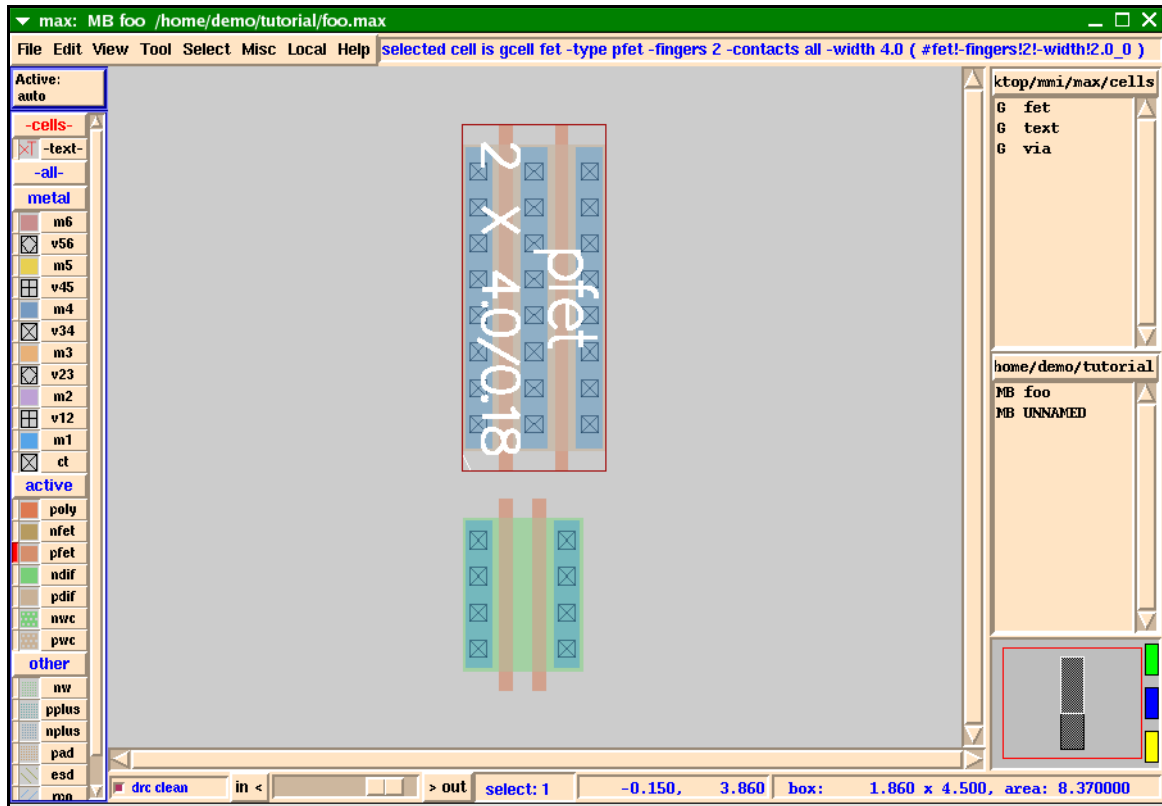 max: MB foo /home/demo/tutorial/foo.max
File Edit View Tool Select Misc Local Help
selected cell is gcell fet -type pfet -fingers 2 -contacts all -width 4.0 ( #fet!-fingers!2!-width!2.0_0 )
Active:
auto
-cells-
-text-
-all-
metal
m6
v56
m5
v45
m4
v34
m3
v23
m2
v12
m1
ct
active
poly
nfet
pfet
ndif
pdif
nwc
pwc
other
nw
pplus
nplus
pad
esd
pfet
2 X 4.0/0.18
ktop/mmi/max/cells
G fet
G text
G via
home/demo/tutorial
MB foo
MB UNNAMED
drc clean
in <
> out
select: 1
-0.150, 3.860
box: 1.860 x 4.500, area: 8.370000